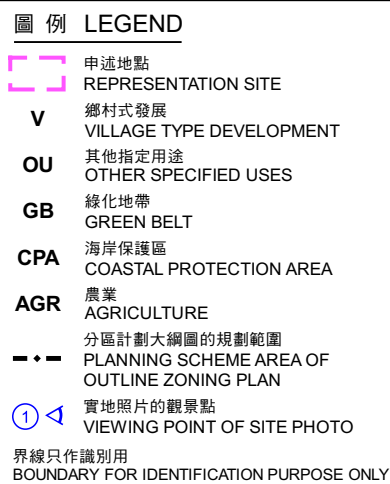 圖 例 LEGEND
申述地點
REPRESENTATION SITE
V
鄉村式發展
VILLAGE TYPE DEVELOPMENT
OU
其他指定用途
OTHER SPECIFIED USES
GB
綠化地帶
GREEN BELT
CPA
海岸保護區
COASTAL PROTECTION AREA
AGR
農業
AGRICULTURE
分區計劃大綱圖的規劃範圍
PLANNING SCHEME AREA OF
OUTLINE ZONING PLAN
1
實地照片的觀景點
VIEWING POINT OF SITE PHOTO
界線只作識別用
BOUNDARY FOR IDENTIFICATION PURPOSE ONLY